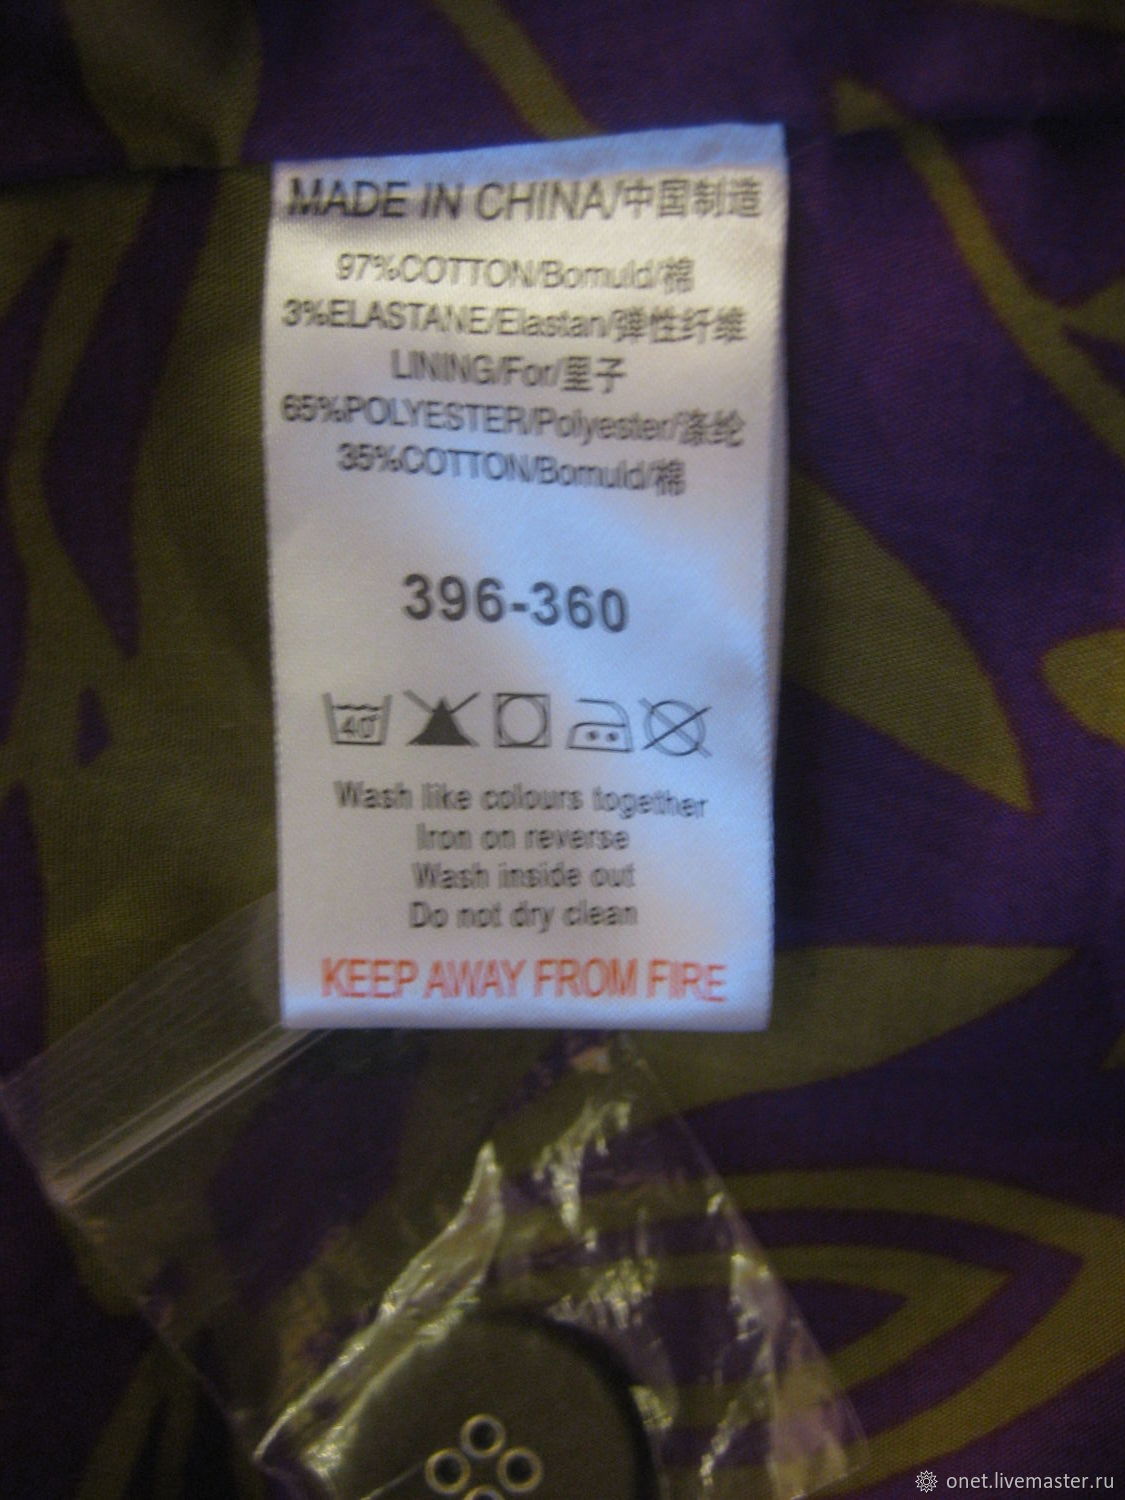 MADE IN CHINA/中国制造
97%COTTON/Bomuld/棉
3%ELASTANE/Elastan/弹性纤维
LINING/For/里子
65%POLYESTER/Polyester/涤纶
35%COTTON/Bomuld/棉
396-360
40°
Wash like colours together
Iron on reverse
Wash inside out
Do not dry clean
KEEP AWAY FROM FIRE
onet.livemaster.ru